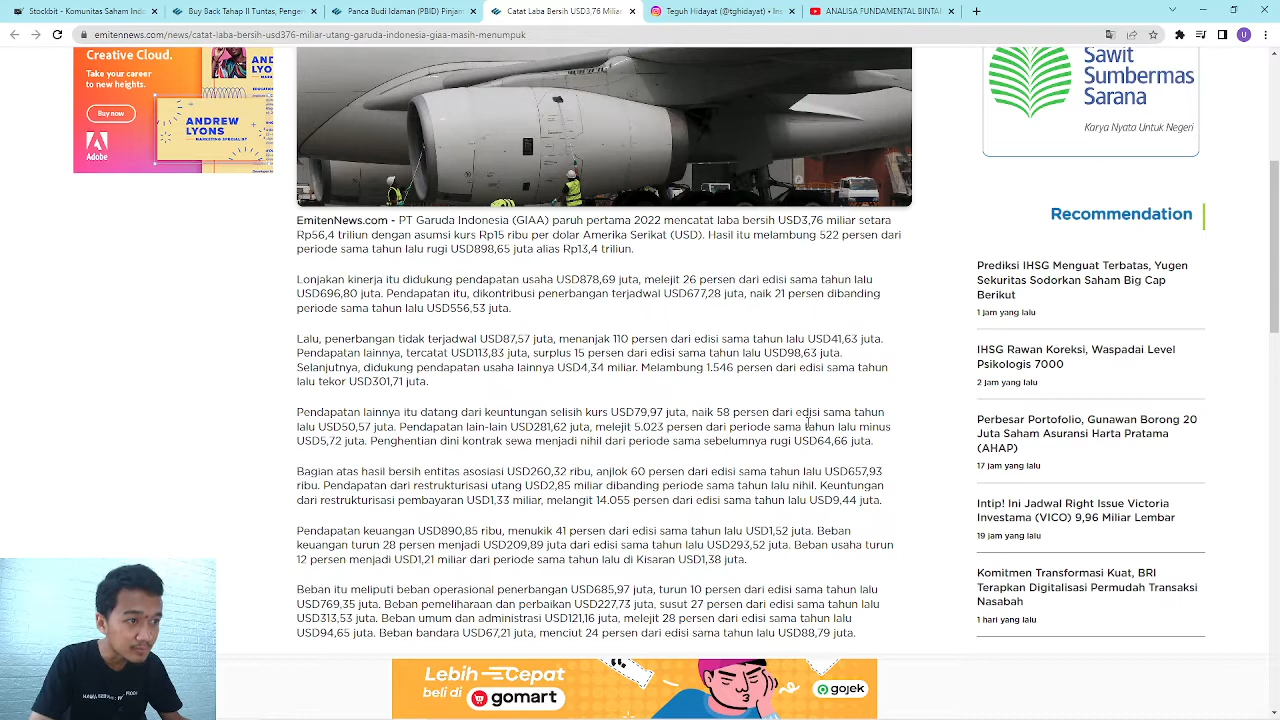 Stockbit - Komunitas Saham Indo
Buy Back Tahap II Tuntas, Pengen
Panca Budi Idaman (PBID) Pinjam
Catat Laba Bersih USD3,76 Miliar
Teguh Hidayat (@tghidayat) • Ins
ANALISA FUNDAMENTAL BINTA
emitennews.com/news/catat-laba-bersih-usd376-miliar-utang-garuda-indonesia-giaa-masih-menumpuk
U
Creative Cloud.
Take your career
to new heights.
Buy now
Adobe
ANDREW
LYONS
MARKETING SPECIALIST
Sawit
Sumbermas
Sarana
Karya Nyata Untuk Negeri
EmitenNews.com - PT Garuda Indonesia (GIAA) paruh pertama 2022 mencatat laba bersih USD3,76 miliar setara
Rp56,4 triliun dengan asumsi kurs Rp15 ribu per dolar Amerika Serikat (USD). Hasil itu melambung 522 persen dari
periode sama tahun lalu rugi USD898,65 juta alias Rp13,4 triliun.
Lonjakan kinerja itu didukung pendapatan usaha USD878,69 juta, melejit 26 persen dari edisi sama tahun lalu
USD696,80 juta. Pendapatan itu, dikontribusi penerbangan terjadwal USD677,28 juta, naik 21 persen dibanding
periode sama tahun lalu USD556,53 juta.
Lalu, penerbangan tidak terjadwal USD87,57 juta, menanjak 110 persen dari edisi sama tahun lalu USD41,63 juta.
Pendapatan lainnya, tercatat USD113,83 juta, surplus 15 persen dari edisi sama tahun lalu USD98,63 juta.
Selanjutnya, didukung pendapatan usaha lainnya USD4,34 miliar. Melambung 1.546 persen dari edisi sama tahun
lalu tekor USD301,71 juta.
Pendapatan lainnya itu datang dari keuntungan selisih kurs USD79,97 juta, naik 58 persen dari edisi sama tahun
lalu USD50,57 juta. Pendapatan lain-lain USD281,62 juta, melejit 5.023 persen dari periode sama tahun lalu minus
USD5,72 juta. Penghentian dini kontrak sewa menjadi nihil dari periode sama sebelumnya rugi USD64,66 juta.
Bagian atas hasil bersih entitas asosiasi USD260,32 ribu, anjlok 60 persen dari edisi sama tahun lalu USD657,93
ribu. Pendapatan dari restrukturisasi utang USD2,85 miliar dibanding periode sama tahun lalu nihil. Keuntungan
dari restrukturisasi pembayaran USD1,33 miliar, melangit 14.055 persen dari edisi sama tahun lalu USD9,44 juta.
Pendapatan keuangan USD890,85 ribu, menukik 41 persen dari edisi sama tahun lalu USD1,52 juta. Beban
keuangan turun 28 persen menjadi USD209,89 juta dari edisi sama tahun lalu USD293,52 juta. Beban usaha turun
12 persen menjadi USD1,21 miliar dari periode sama tahun lalu di Kisaran USD1,38 juta.
Beban itu meliputi beban operasional penerbangan USD685,97 juta, turun 10 persen dari edisi sama tahun lalu
USD769,35 juta. Beban pemeliharaan dan perbaikan USD227,73 juta, susut 27 persen dari edisi sama tahun lalu
USD313,53 juta. Beban umum dan administrasi USD121,16 juta, melejit 28 persen dari edisi sama tahun lalu
USD94,65 juta. Beban bandara USD67,21 juta, menciut 24 persen dari edisi sama tahun lalu USD88,79 juta.
Recommendation
Prediksi IHSG Menguat Terbatas, Yugen
Sekuritas Sodorkan Saham Big Cap
Berikut
1 jam yang lalu
IHSG Rawan Koreksi, Waspadai Level
Psikologis 7000
2 jam yang lalu
Perbesar Portofolio, Gunawan Borong 20
Juta Saham Asuransi Harta Pratama
(AHAP)
17 jam yang lalu
Intip! Ini Jadwal Right Issue Victoria
Investama (VICO) 9,96 Miliar Lembar
19 jam yang lalu
Komitmen Transformasi Kuat, BRI
Terapkan Digitalisasi Permudah Transaksi
Nasabah
1 hari yang lalu
Lebih Cepat
beli di gomart
gojek